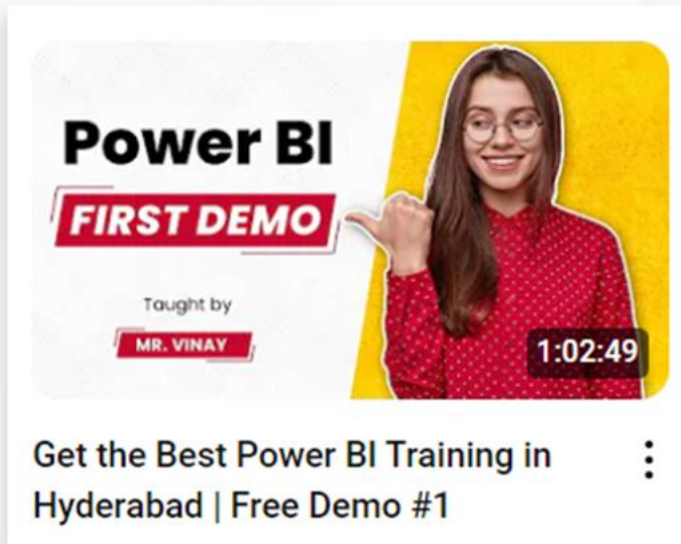 Power BI
FIRST DEMO
Taught by
MR. VINAY
1:02:49
Get the Best Power BI Training in
Hyderabad | Free Demo #1